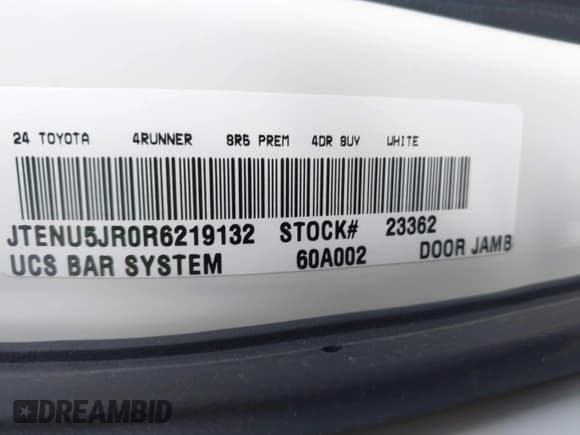 24 TOYOTA 4RUNNER SR5 PREM 4DR SUV WHITE
JTENU5JR0R6219132 STOCK# 23362
UCS BAR SYSTEM 60A002 DOOR JAMB
DREAMBID